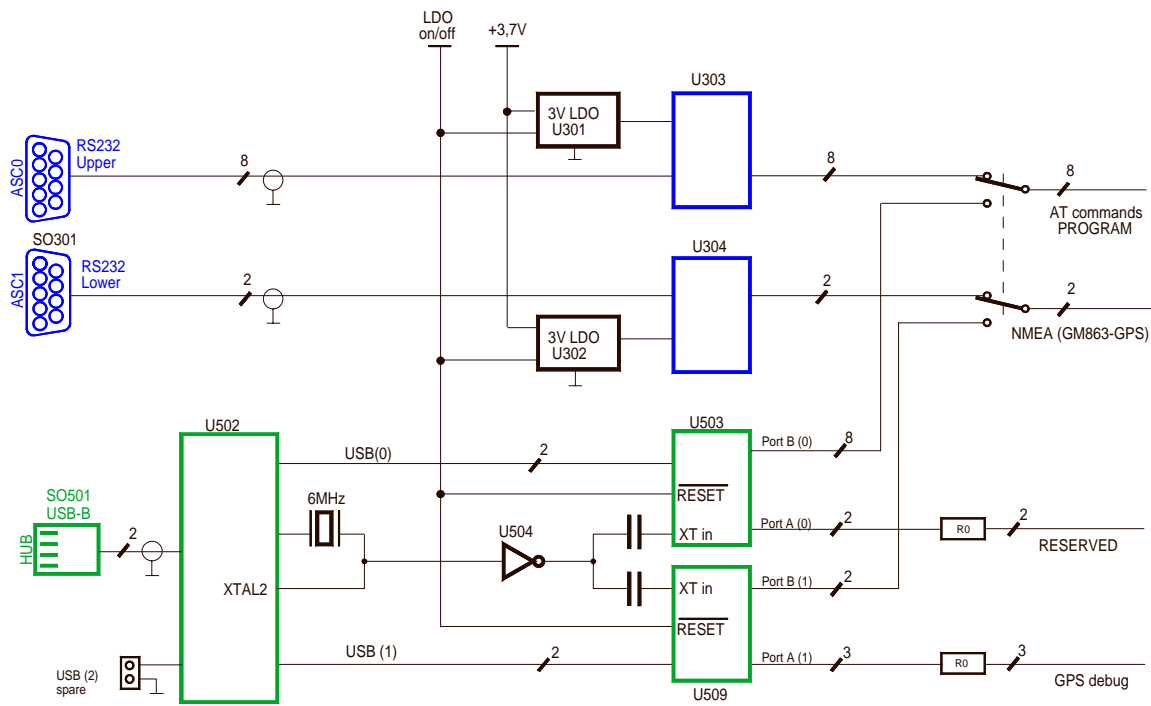 LDO
on/off
+3,7V
U303
3V LDO
U301
ASC0
RS232
Upper
8
8
8
AT commands
PROGRAM
SO301
ASC1
RS232
Lower
2
U304
2
2
NMEA (GM863-GPS)
3V LDO
U302
U502
U503
USB(0)
2
Port B (0)
8
RESET
SO501
USB-B
HUB
2
6MHz
U504
XT in
Port A (0)
2
R0
2
RESERVED
XTAL2
XT in
Port B (1)
2
RESET
USB (1)
2
Port A (1)
3
R0
3
GPS debug
USB (2)
spare
U509